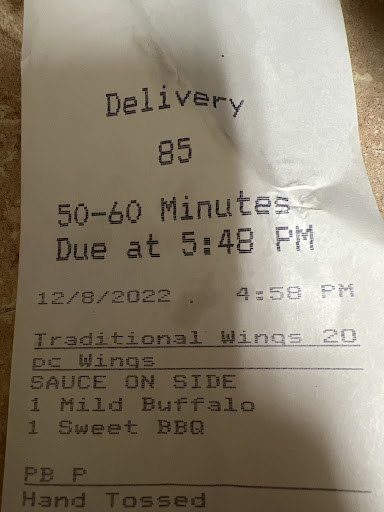 Delivery
85
50-60 Minutes
Due at 5:48 PM
12/8/2022 . 4:58 PM
Traditional Wings 20
pc Wings
SAUCE ON SIDE
1 Mild Buffalo
1 Sweet BBQ
PB P
Hand Tossed